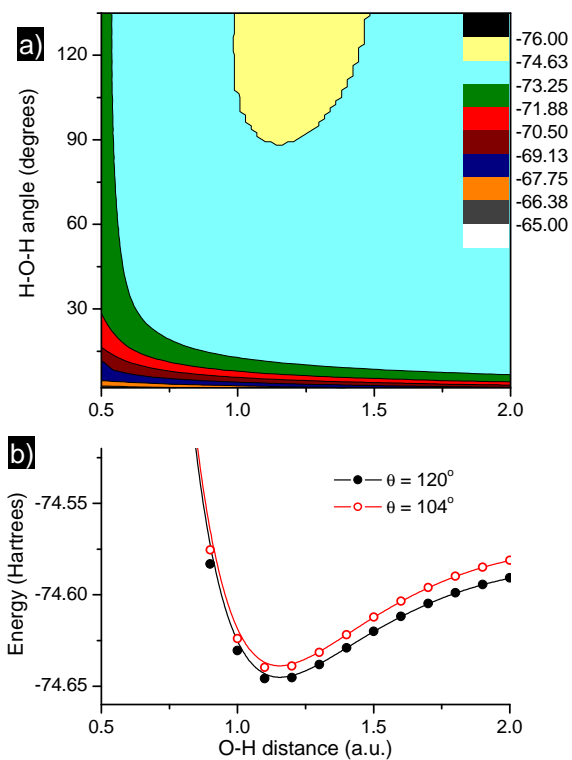 a)
H-O-H angle (degrees)
120
90
60
30
-76.00
-74.63
-73.25
-71.88
-70.50
-69.13
-67.75
-66.38
-65.00
0.5 1.0 1.5 2.0
b)
Energy (Hartrees)
-74.55
-74.60
-74.65
θ = 120°
θ = 104°
0.5 1.0 1.5 2.0
O-H distance (a.u.)